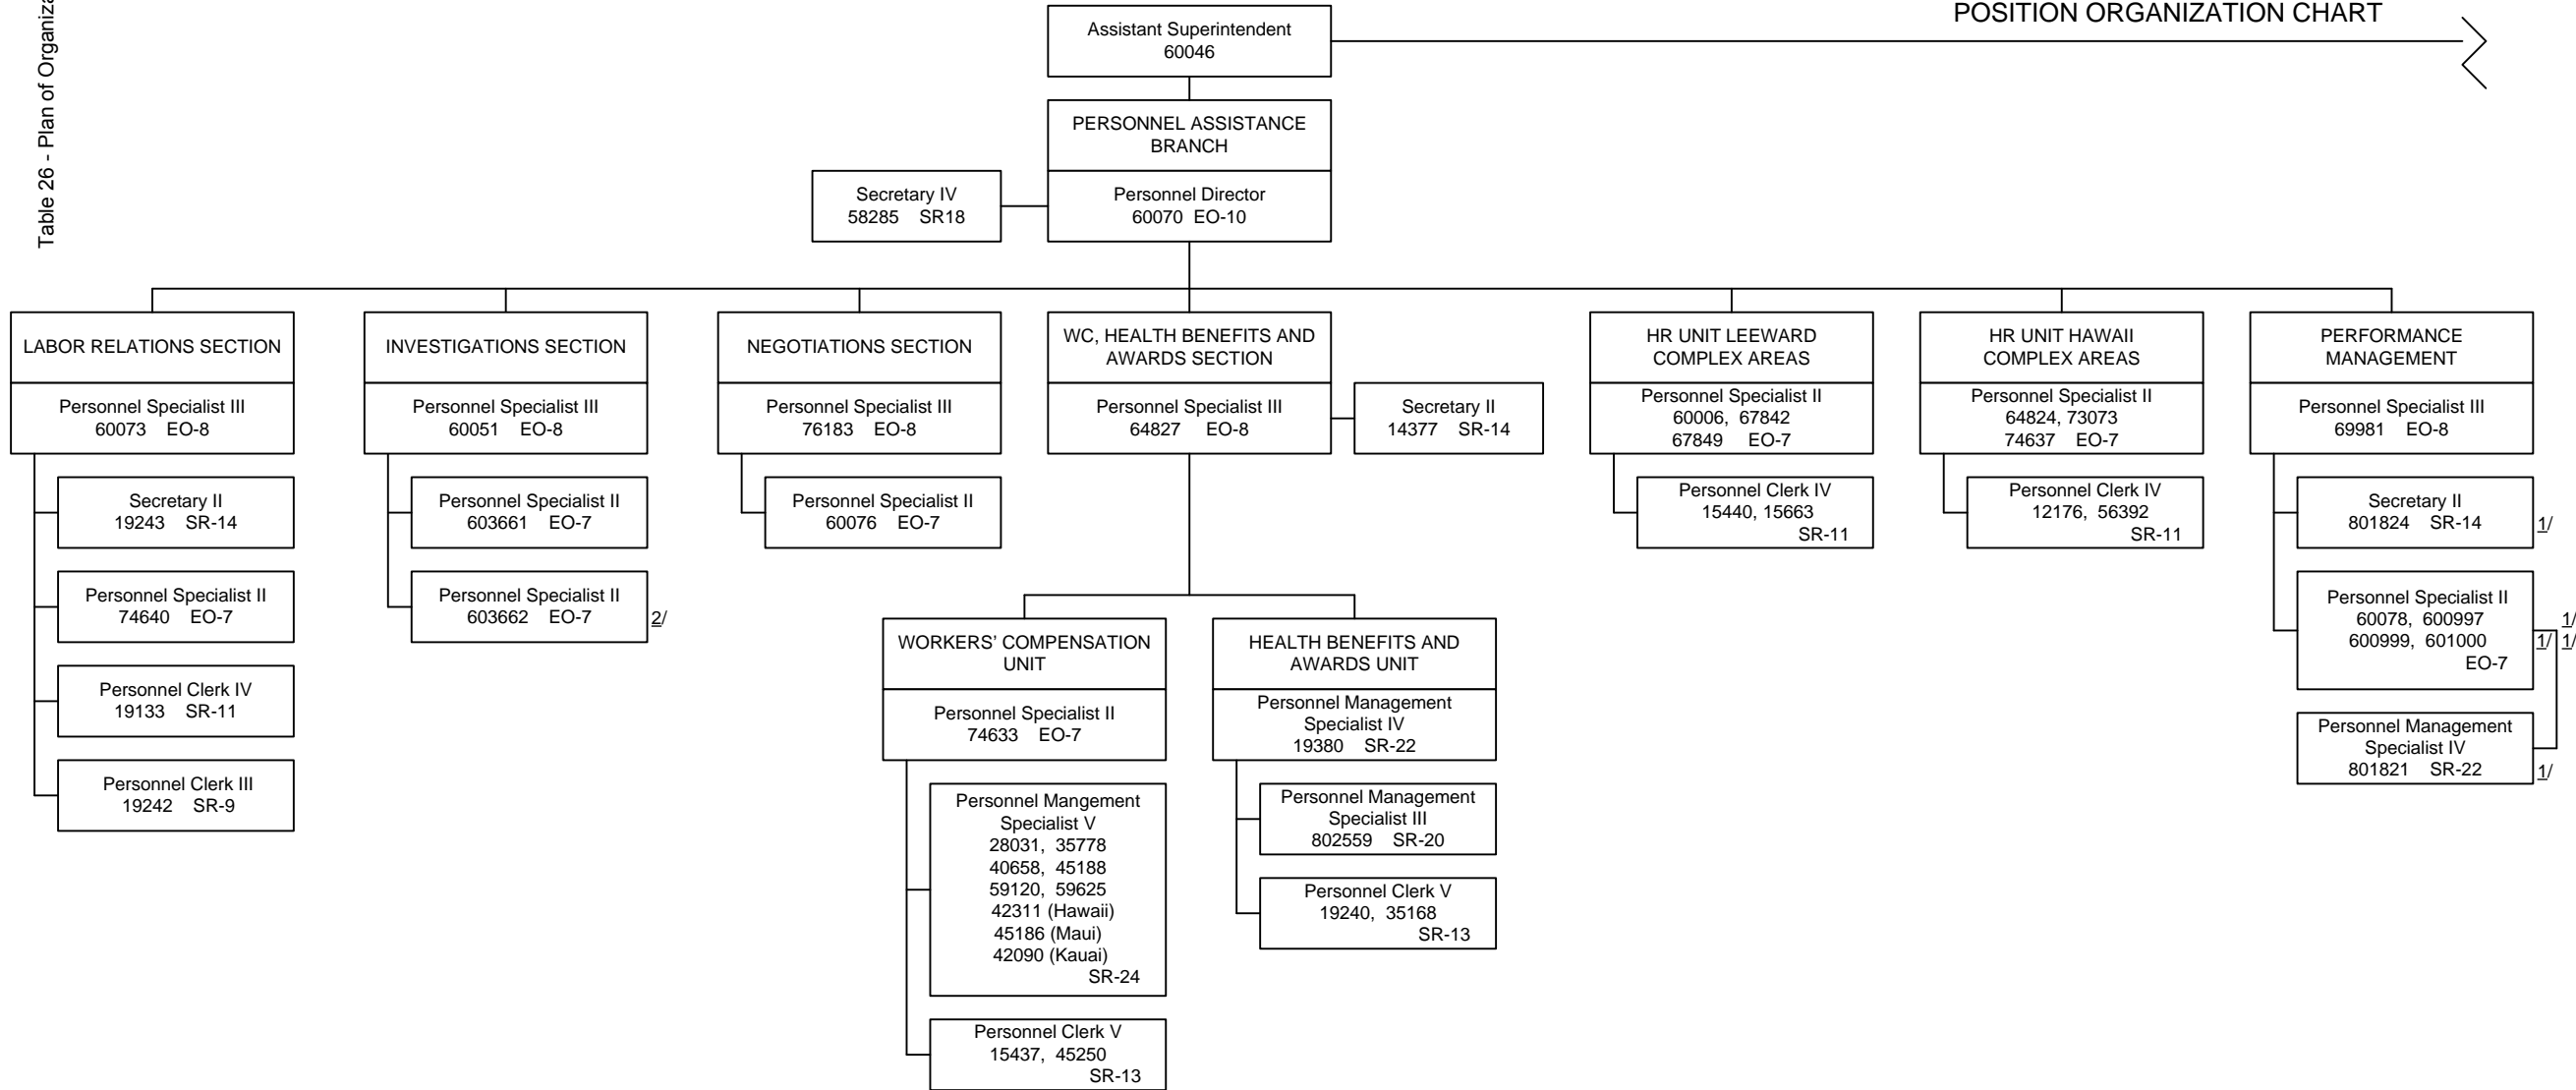 Table 26 - Plan of Organiza
POSITION ORGANIZATION CHART
Assistant Superintendent
60046
PERSONNEL ASSISTANCE
BRANCH
Personnel Director
60070 EO-10
Secretary IV
58285 SR18
LABOR RELATIONS SECTION
Personnel Specialist III
60073 EO-8
Secretary II
19243 SR-14
Personnel Specialist II
74640 EO-7
Personnel Clerk IV
19133 SR-11
Personnel Clerk III
19242 SR-9
INVESTIGATIONS SECTION
Personnel Specialist III
60051 EO-8
Personnel Specialist II
603661 EO-7
Personnel Specialist II
603662 EO-7
2/
NEGOTIATIONS SECTION
Personnel Specialist III
76183 EO-8
Personnel Specialist II
60076 EO-7
WC, HEALTH BENEFITS AND
AWARDS SECTION
Personnel Specialist III
64827 EO-8
Secretary II
14377 SR-14
WORKERS’ COMPENSATION
UNIT
Personnel Specialist II
74633 EO-7
Personnel Mangement
Specialist V
28031, 35778
40658, 45188
59120, 59625
42311 (Hawaii)
45186 (Maui)
42090 (Kauai)
SR-24
Personnel Clerk V
15437, 45250
SR-13
HEALTH BENEFITS AND
AWARDS UNIT
Personnel Management
Specialist IV
19380 SR-22
Personnel Management
Specialist III
802559 SR-20
Personnel Clerk V
19240, 35168
SR-13
HR UNIT LEEWARD
COMPLEX AREAS
Personnel Specialist II
60006, 67842
67849 EO-7
Personnel Clerk IV
15440, 15663
SR-11
HR UNIT HAWAII
COMPLEX AREAS
Personnel Specialist II
64824, 73073
74637 EO-7
Personnel Clerk IV
12176, 56392
SR-11
PERFORMANCE
MANAGEMENT
Personnel Specialist III
69981 EO-8
Secretary II
801824 SR-14
1/
Personnel Specialist II
60078, 600997
1/
600999, 601000
1/ 1/
EO-7
Personnel Management
Specialist IV
801821 SR-22
1/